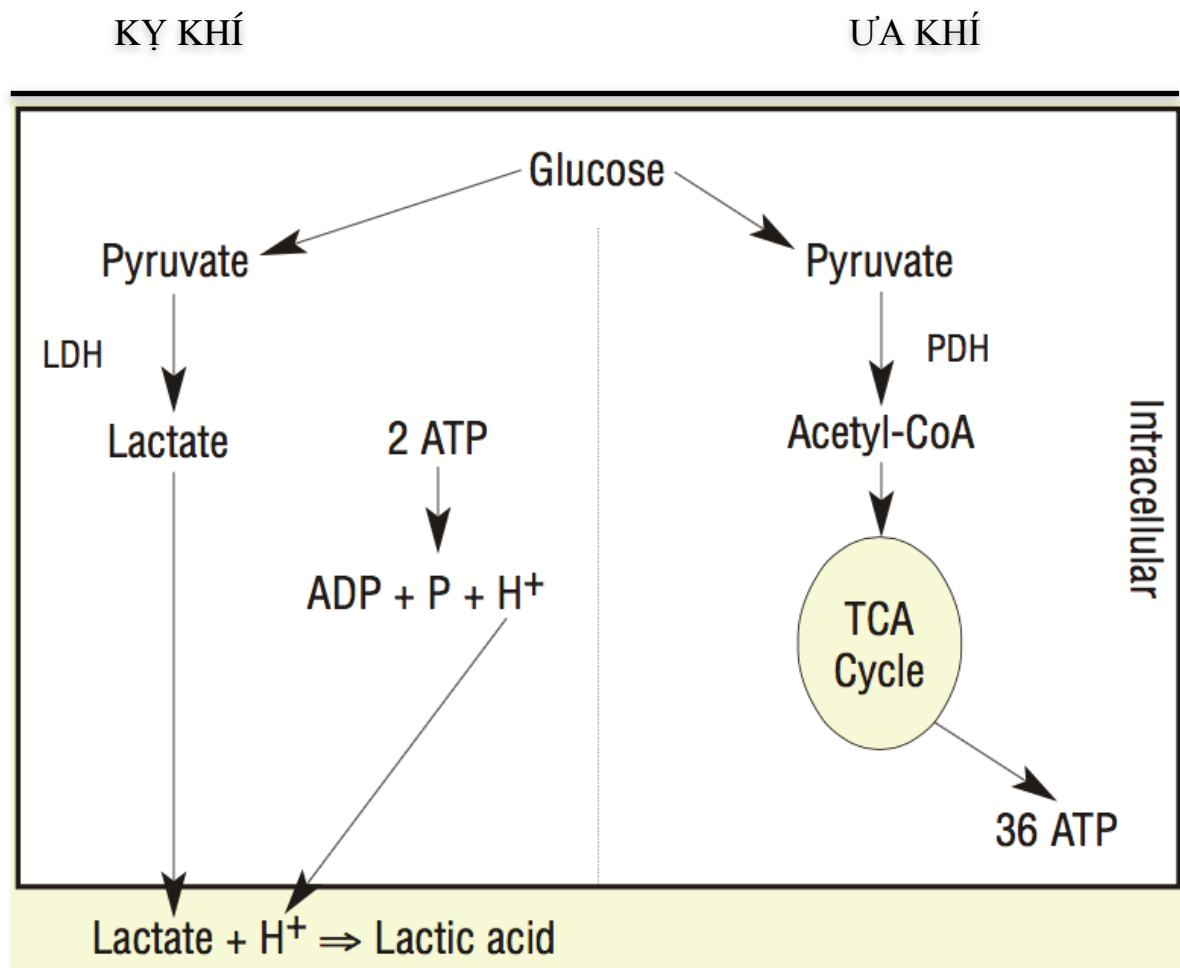 KỴ KHÍ
ƯA KHÍ
Glucose
Pyruvate
Pyruvate
LDH
PDH
Lactate
2 ATP
Acetyl-CoA
ADP + P + H⁺
TCA
Cycle
36 ATP
Intracellular
Lactate + H⁺ ⇒ Lactic acid